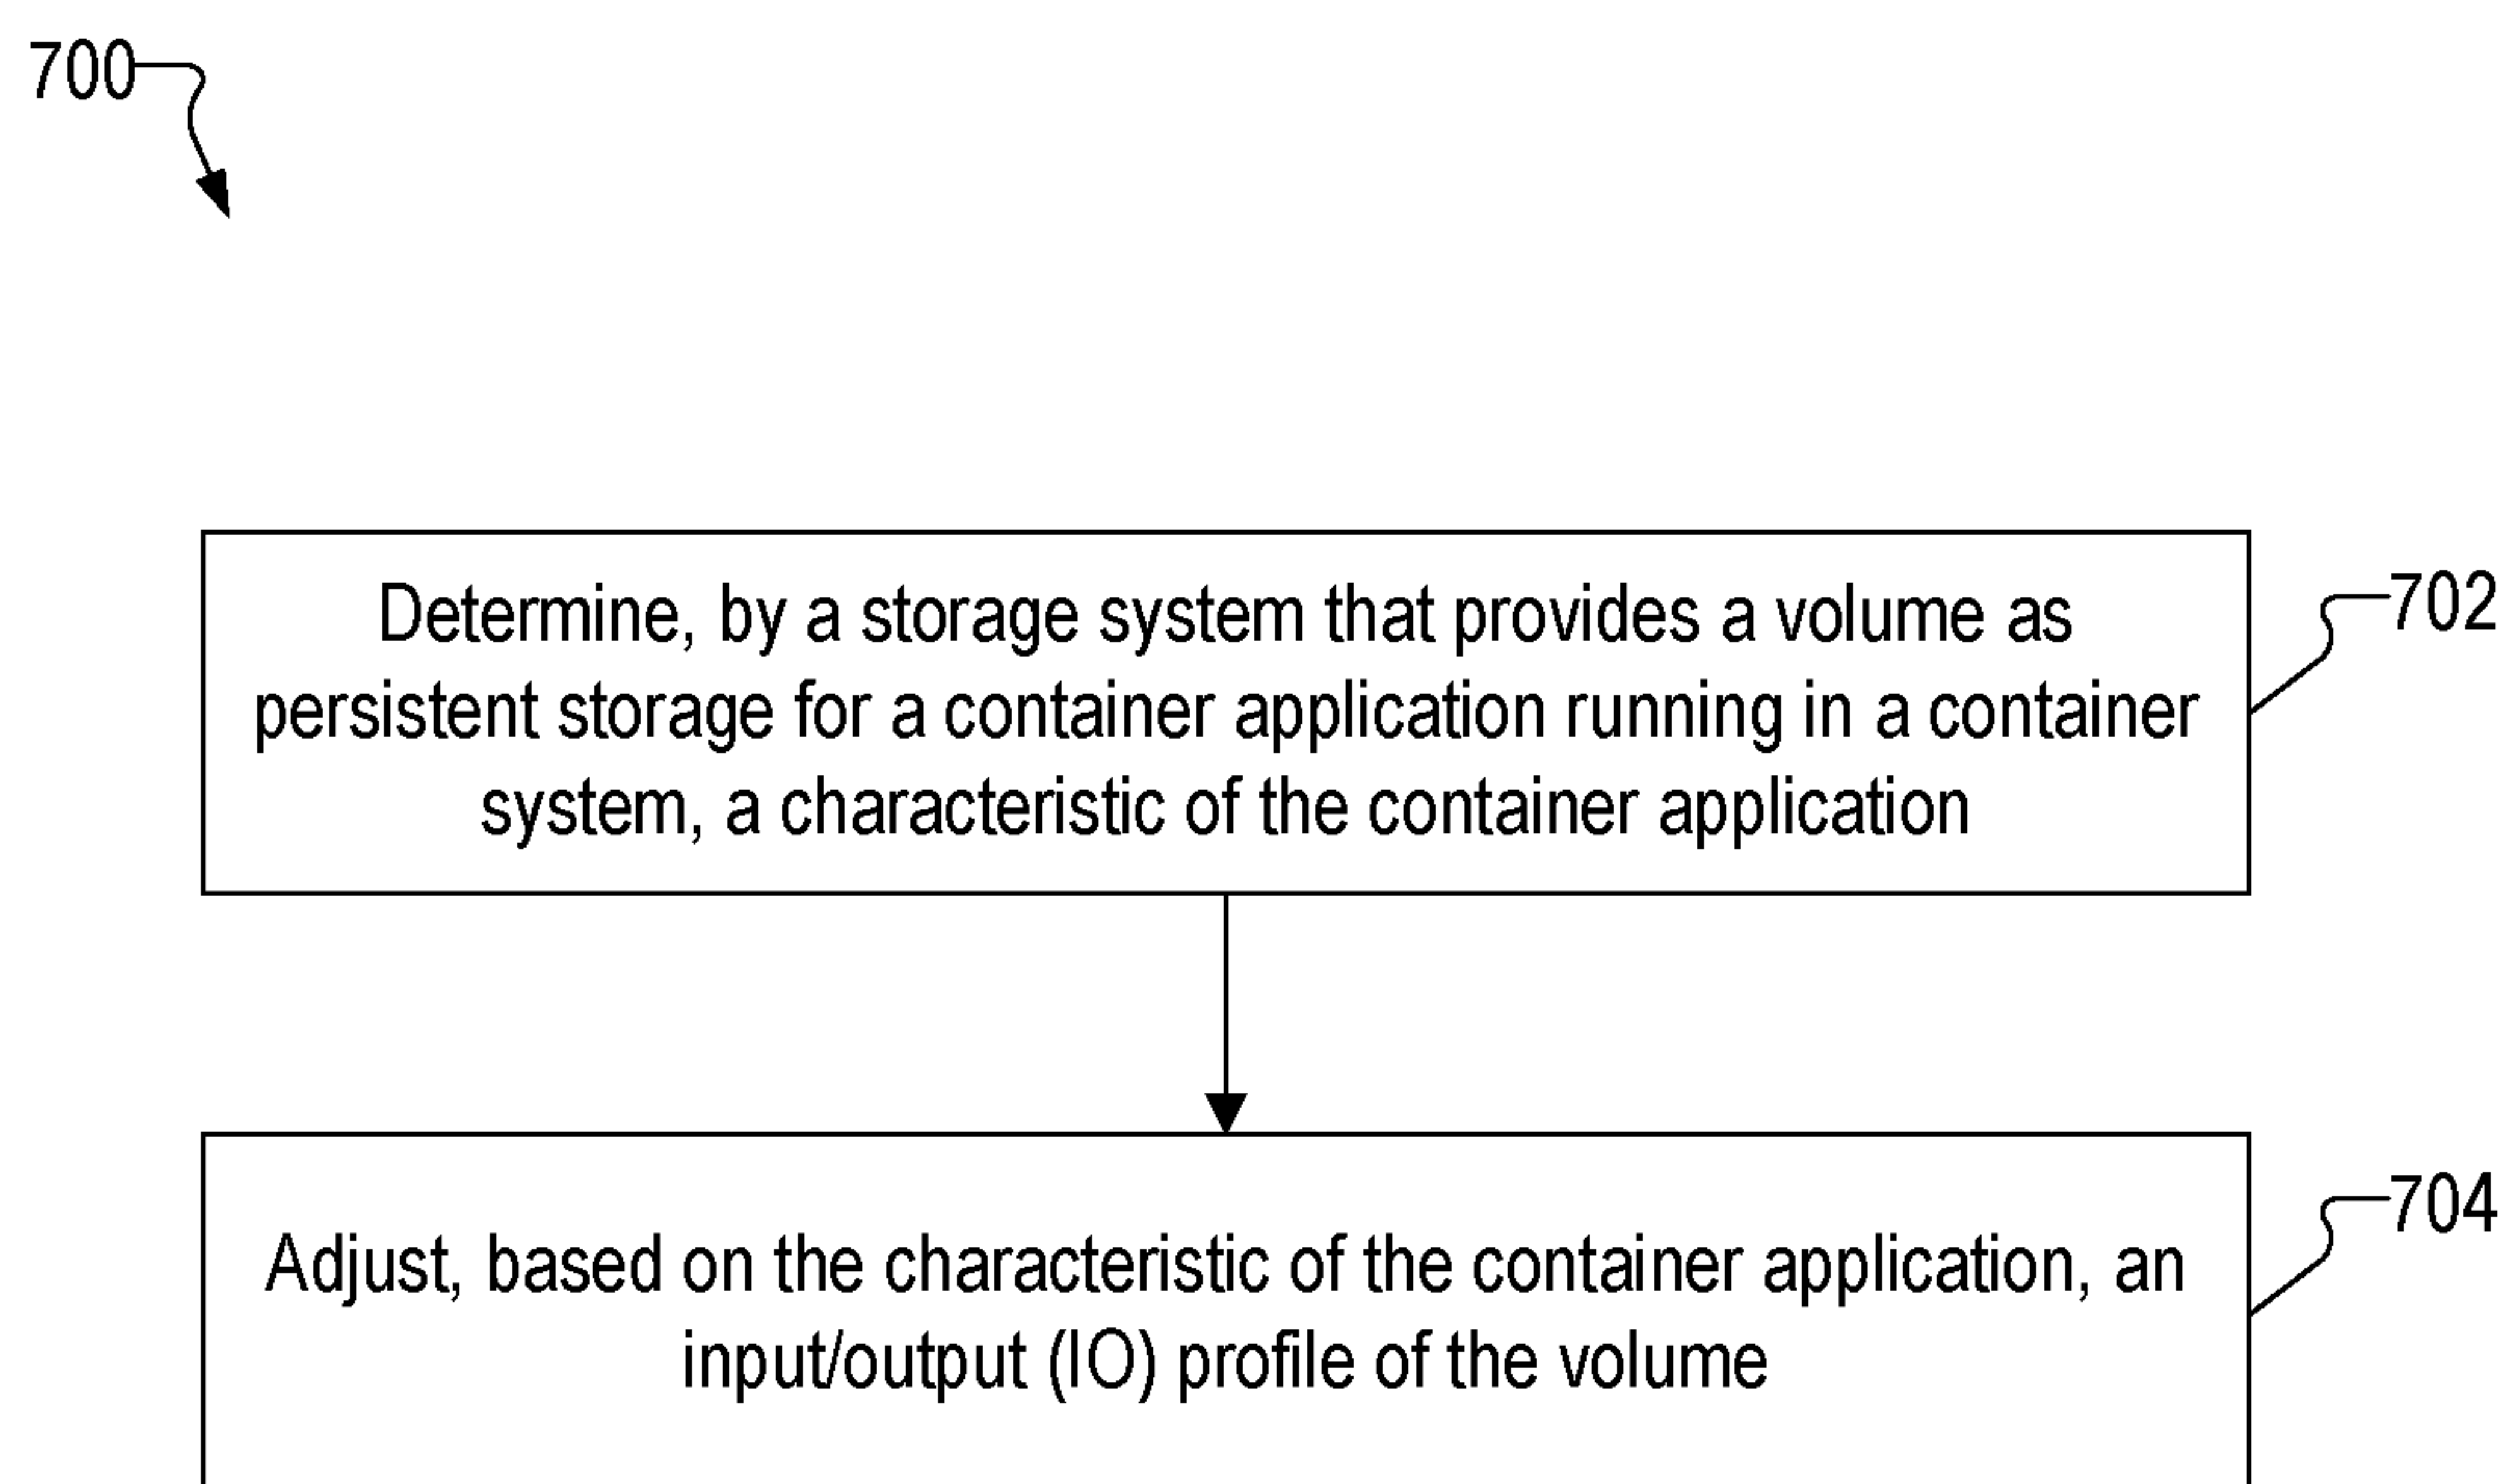 700
Determine, by a storage system that provides a volume as
persistent storage for a container application running in a container
system, a characteristic of the container application
702
Adjust, based on the characteristic of the container application, an
input/output (IO) profile of the volume
704